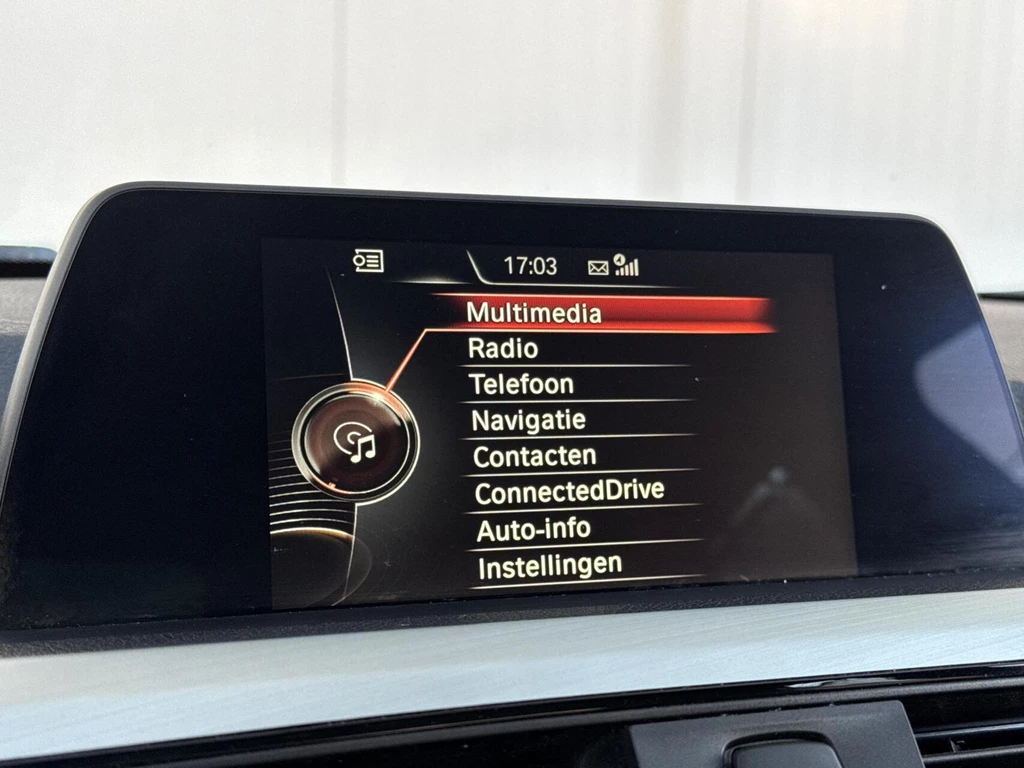 17:03
Multimedia
Radio
Telefoon
Navigatie
Contacten
ConnectedDrive
Auto-info
Instellingen